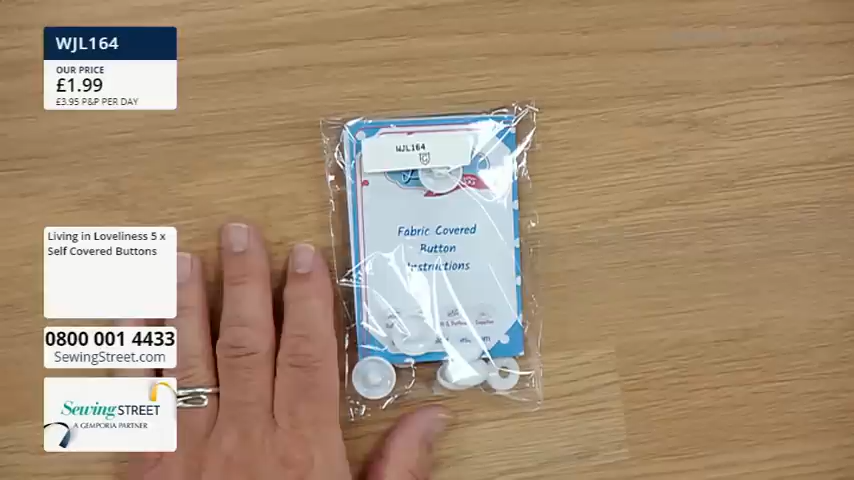 WJL164
OUR PRICE
£1.99
£3.95 P&P PER DAY
WJL164
Fabric Covered
Button
Instructions
Living in Loveliness 5 x
Self Covered Buttons
0800 001 4433
SewingStreet.com
Sewing STREET
A GEMPORIA PARTNER